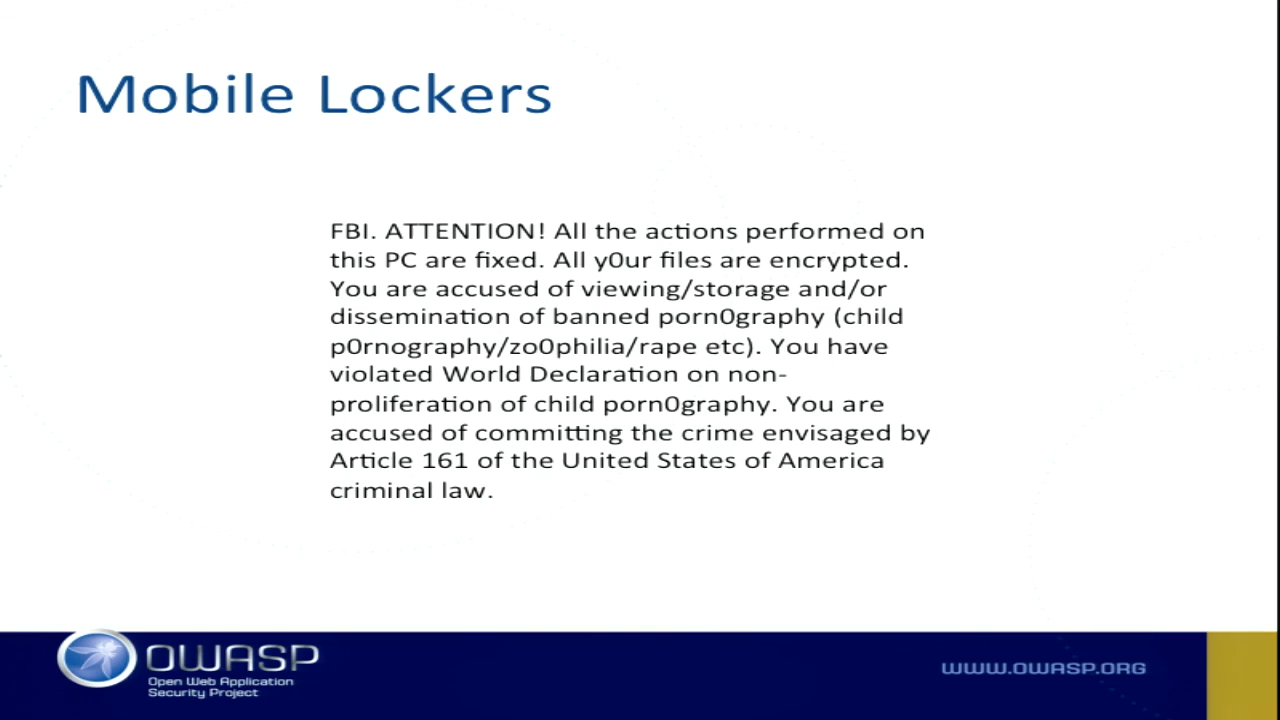 Mobile Lockers
FBI. ATTENTION! All the actions performed on
this PC are fixed. All y0ur files are encrypted.
You are accused of viewing/storage and/or
dissemination of banned porn0graphy (child
p0rnography/zo0philia/rape etc). You have
violated World Declaration on non-
proliferation of child porn0graphy. You are
accused of committing the crime envisaged by
Article 161 of the United States of America
criminal law.
OWASP
Open Web Application
Security Project
WWW.OWASP.ORG